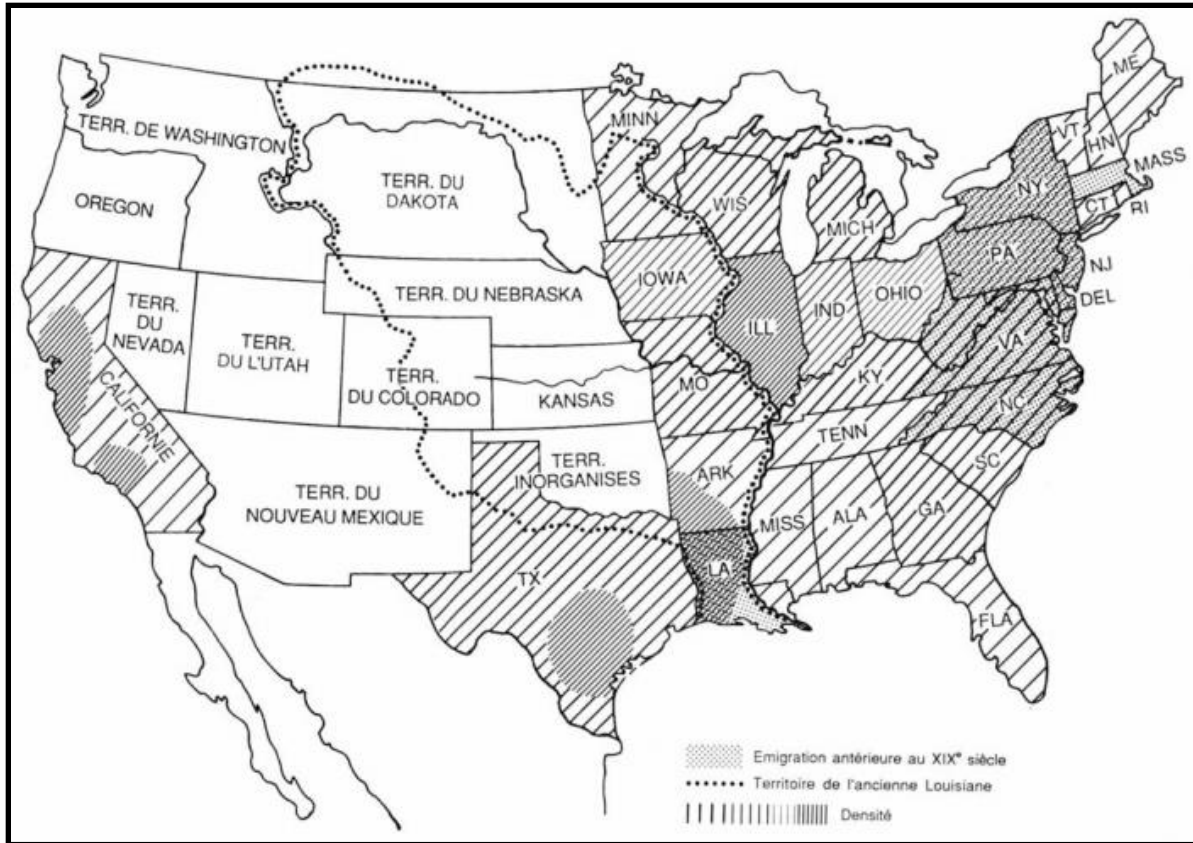 TERR. DE WASHINGTON
OREGON
TERR. DU
DAKOTA
MINN
WIS
MICH
ME
VT
HN
MASS
NY
CT
RI
PA
NJ
DEL
TERR. DU NEBRASKA
IOWA
ILL
IND
OHIO
TERR.
DU
NEVADA
TERR.
DU L'UTAH
TERR.
DU COLORADO
KANSAS
MO
KY
VA
NC
TENN
CALIFORNIE
TERR. DU
NOUVEAU MEXIQUE
TERR.
INORGANISES
ARK
SC
MISS
ALA
GA
TX
LA
FLA
Emigration antérieure au XIXe siècle
Territoire de l'ancienne Louisiane
Densité